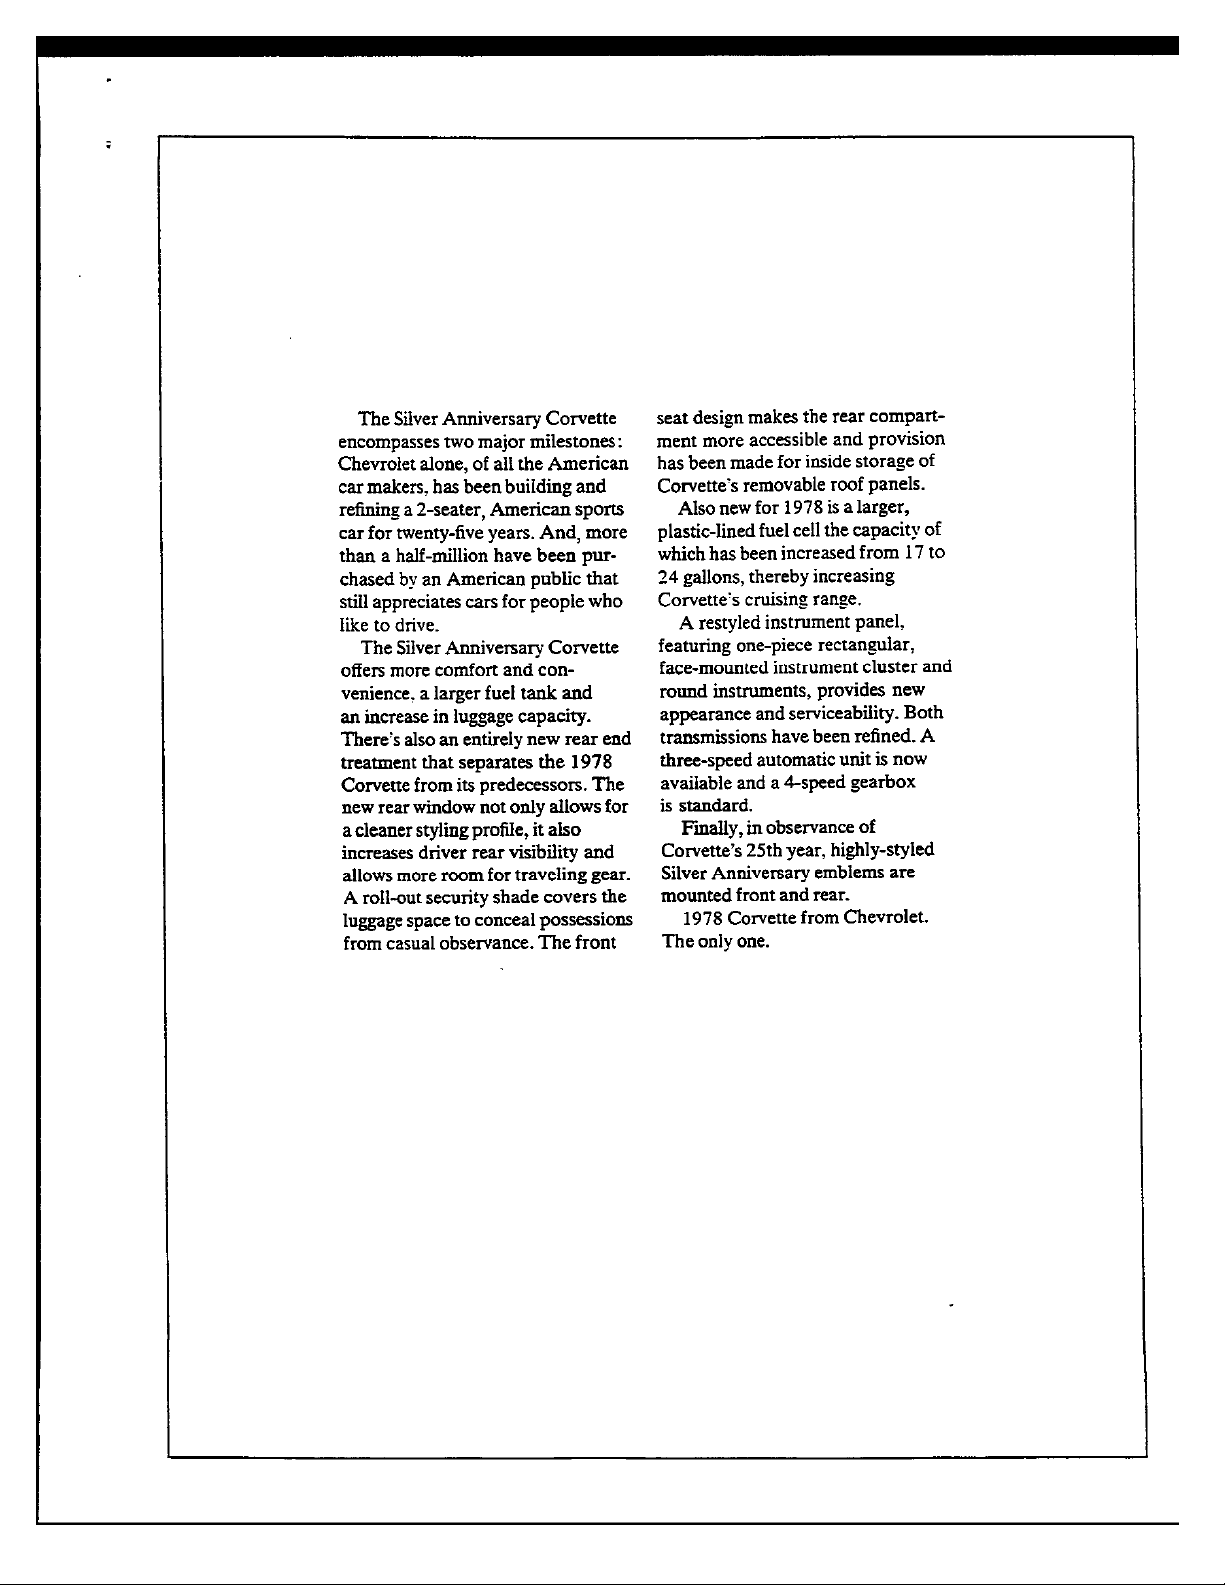 The Silver Anniversary Corvette
encompasses two major milestones:
Chevrolet alone, of all the American
car makers, has been building and
refining a 2-seater, American sports
car for twenty-five years. And, more
than a half-million have been pur-
chased by an American public that
still appreciates cars for people who
like to drive.
The Silver Anniversary Corvette
offers more comfort and con-
venience, a larger fuel tank and
an increase in luggage capacity.
There's also an entirely new rear end
treatment that separates the 1978
Corvette from its predecessors. The
new rear window not only allows for
a cleaner styling profile, it also
increases driver rear visibility and
allows more room for traveling gear.
A roll-out security shade covers the
luggage space to conceal possessions
from casual observance. The front
seat design makes the rear compart-
ment more accessible and provision
has been made for inside storage of
Corvette's removable roof panels.
Also new for 1978 is a larger,
plastic-lined fuel cell the capacity of
which has been increased from 17 to
24 gallons, thereby increasing
Corvette's cruising range.
A restyled instrument panel,
featuring one-piece rectangular,
face-mounted instrument cluster and
round instruments, provides new
appearance and serviceability. Both
transmissions have been refined. A
three-speed automatic unit is now
available and a 4-speed gearbox
is standard.
Finally, in observance of
Corvette's 25th year, highly-styled
Silver Anniversary emblems are
mounted front and rear.
1978 Corvette from Chevrolet.
The only one.